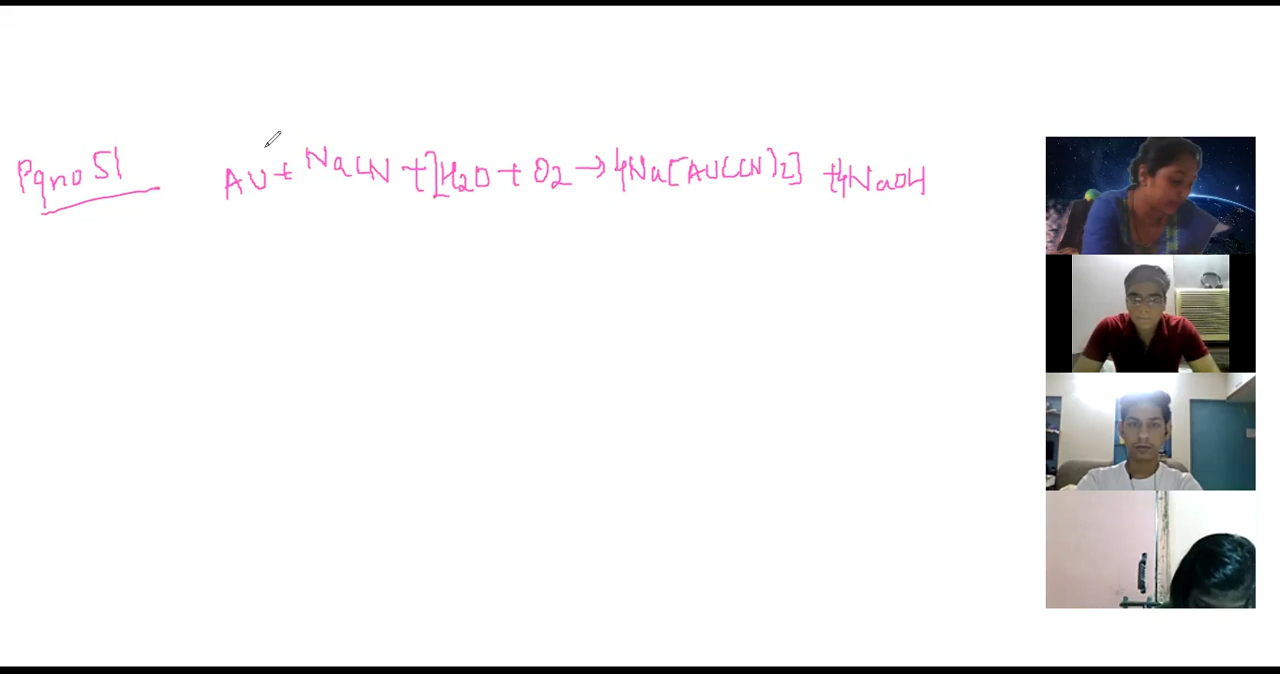 Pgno 51
Au + NaCN + 2H2O + O2 → 4Na[Au(CN)2] + 4NaOH